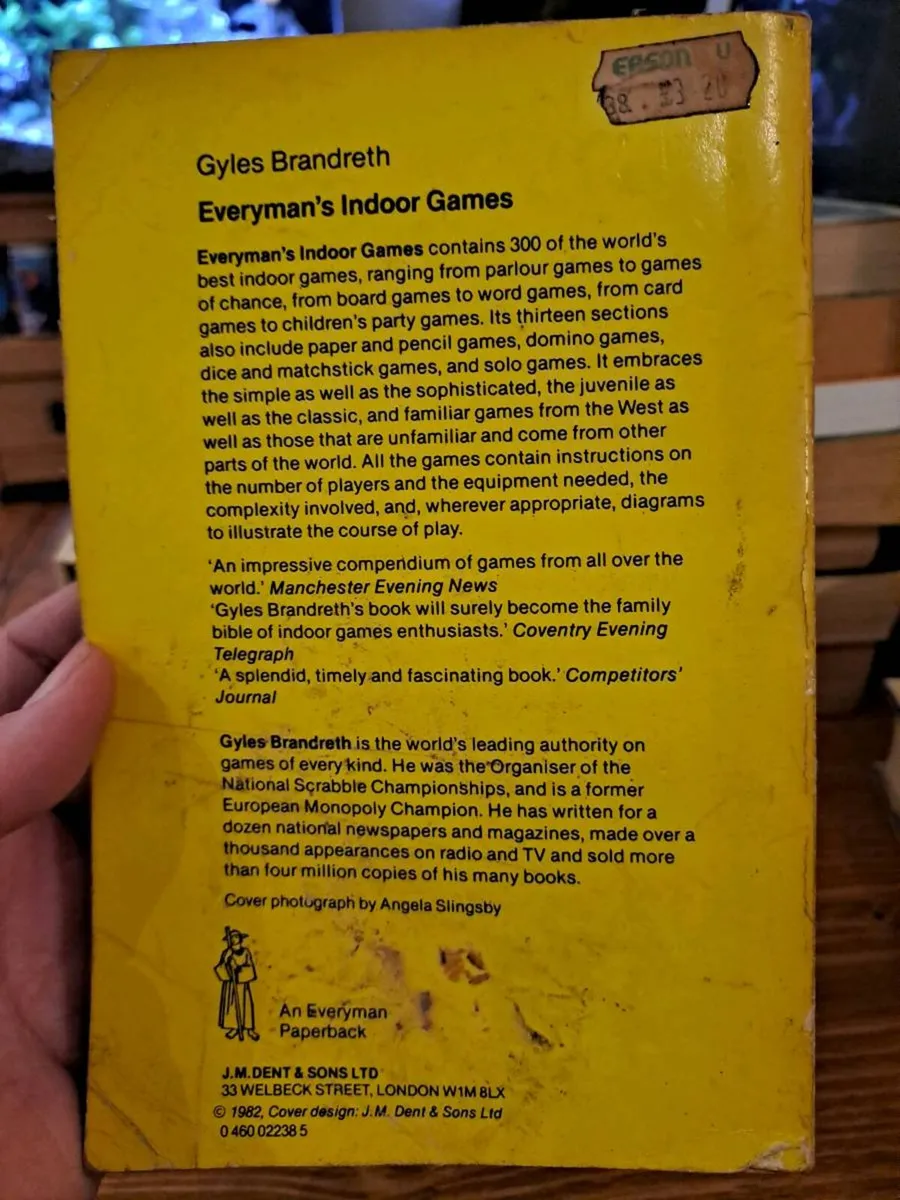 EASON
£3 20
Gyles Brandreth
Everyman's Indoor Games
Everyman's Indoor Games contains 300 of the world's
best indoor games, ranging from parlour games to games
of chance, from board games to word games, from card
games to children's party games. Its thirteen sections
also include paper and pencil games, domino games,
dice and matchstick games, and solo games. It embraces
the simple as well as the sophisticated, the juvenile as
well as the classic, and familiar games from the West as
well as those that are unfamiliar and come from other
parts of the world. All the games contain instructions on
the number of players and the equipment needed, the
complexity involved, and, wherever appropriate, diagrams
to illustrate the course of play.
'An impressive compendium of games from all over the
world.' Manchester Evening News
'Gyles Brandreth's book will surely become the family
bible of indoor games enthusiasts.' Coventry Evening
Telegraph
'A splendid, timely and fascinating book.' Competitors'
Journal
Gyles Brandreth is the world's leading authority on
games of every kind. He was the Organiser of the
National Scrabble Championships, and is a former
European Monopoly Champion. He has written for a
dozen national newspapers and magazines, made over a
thousand appearances on radio and TV and sold more
than four million copies of his many books.
Cover photograph by Angela Slingsby
An Everyman
Paperback
J.M. DENT & SONS LTD
33 WELBECK STREET, LONDON W1M 8LX
© 1982, Cover design: J.M. Dent & Sons Ltd
0 460 02238 5